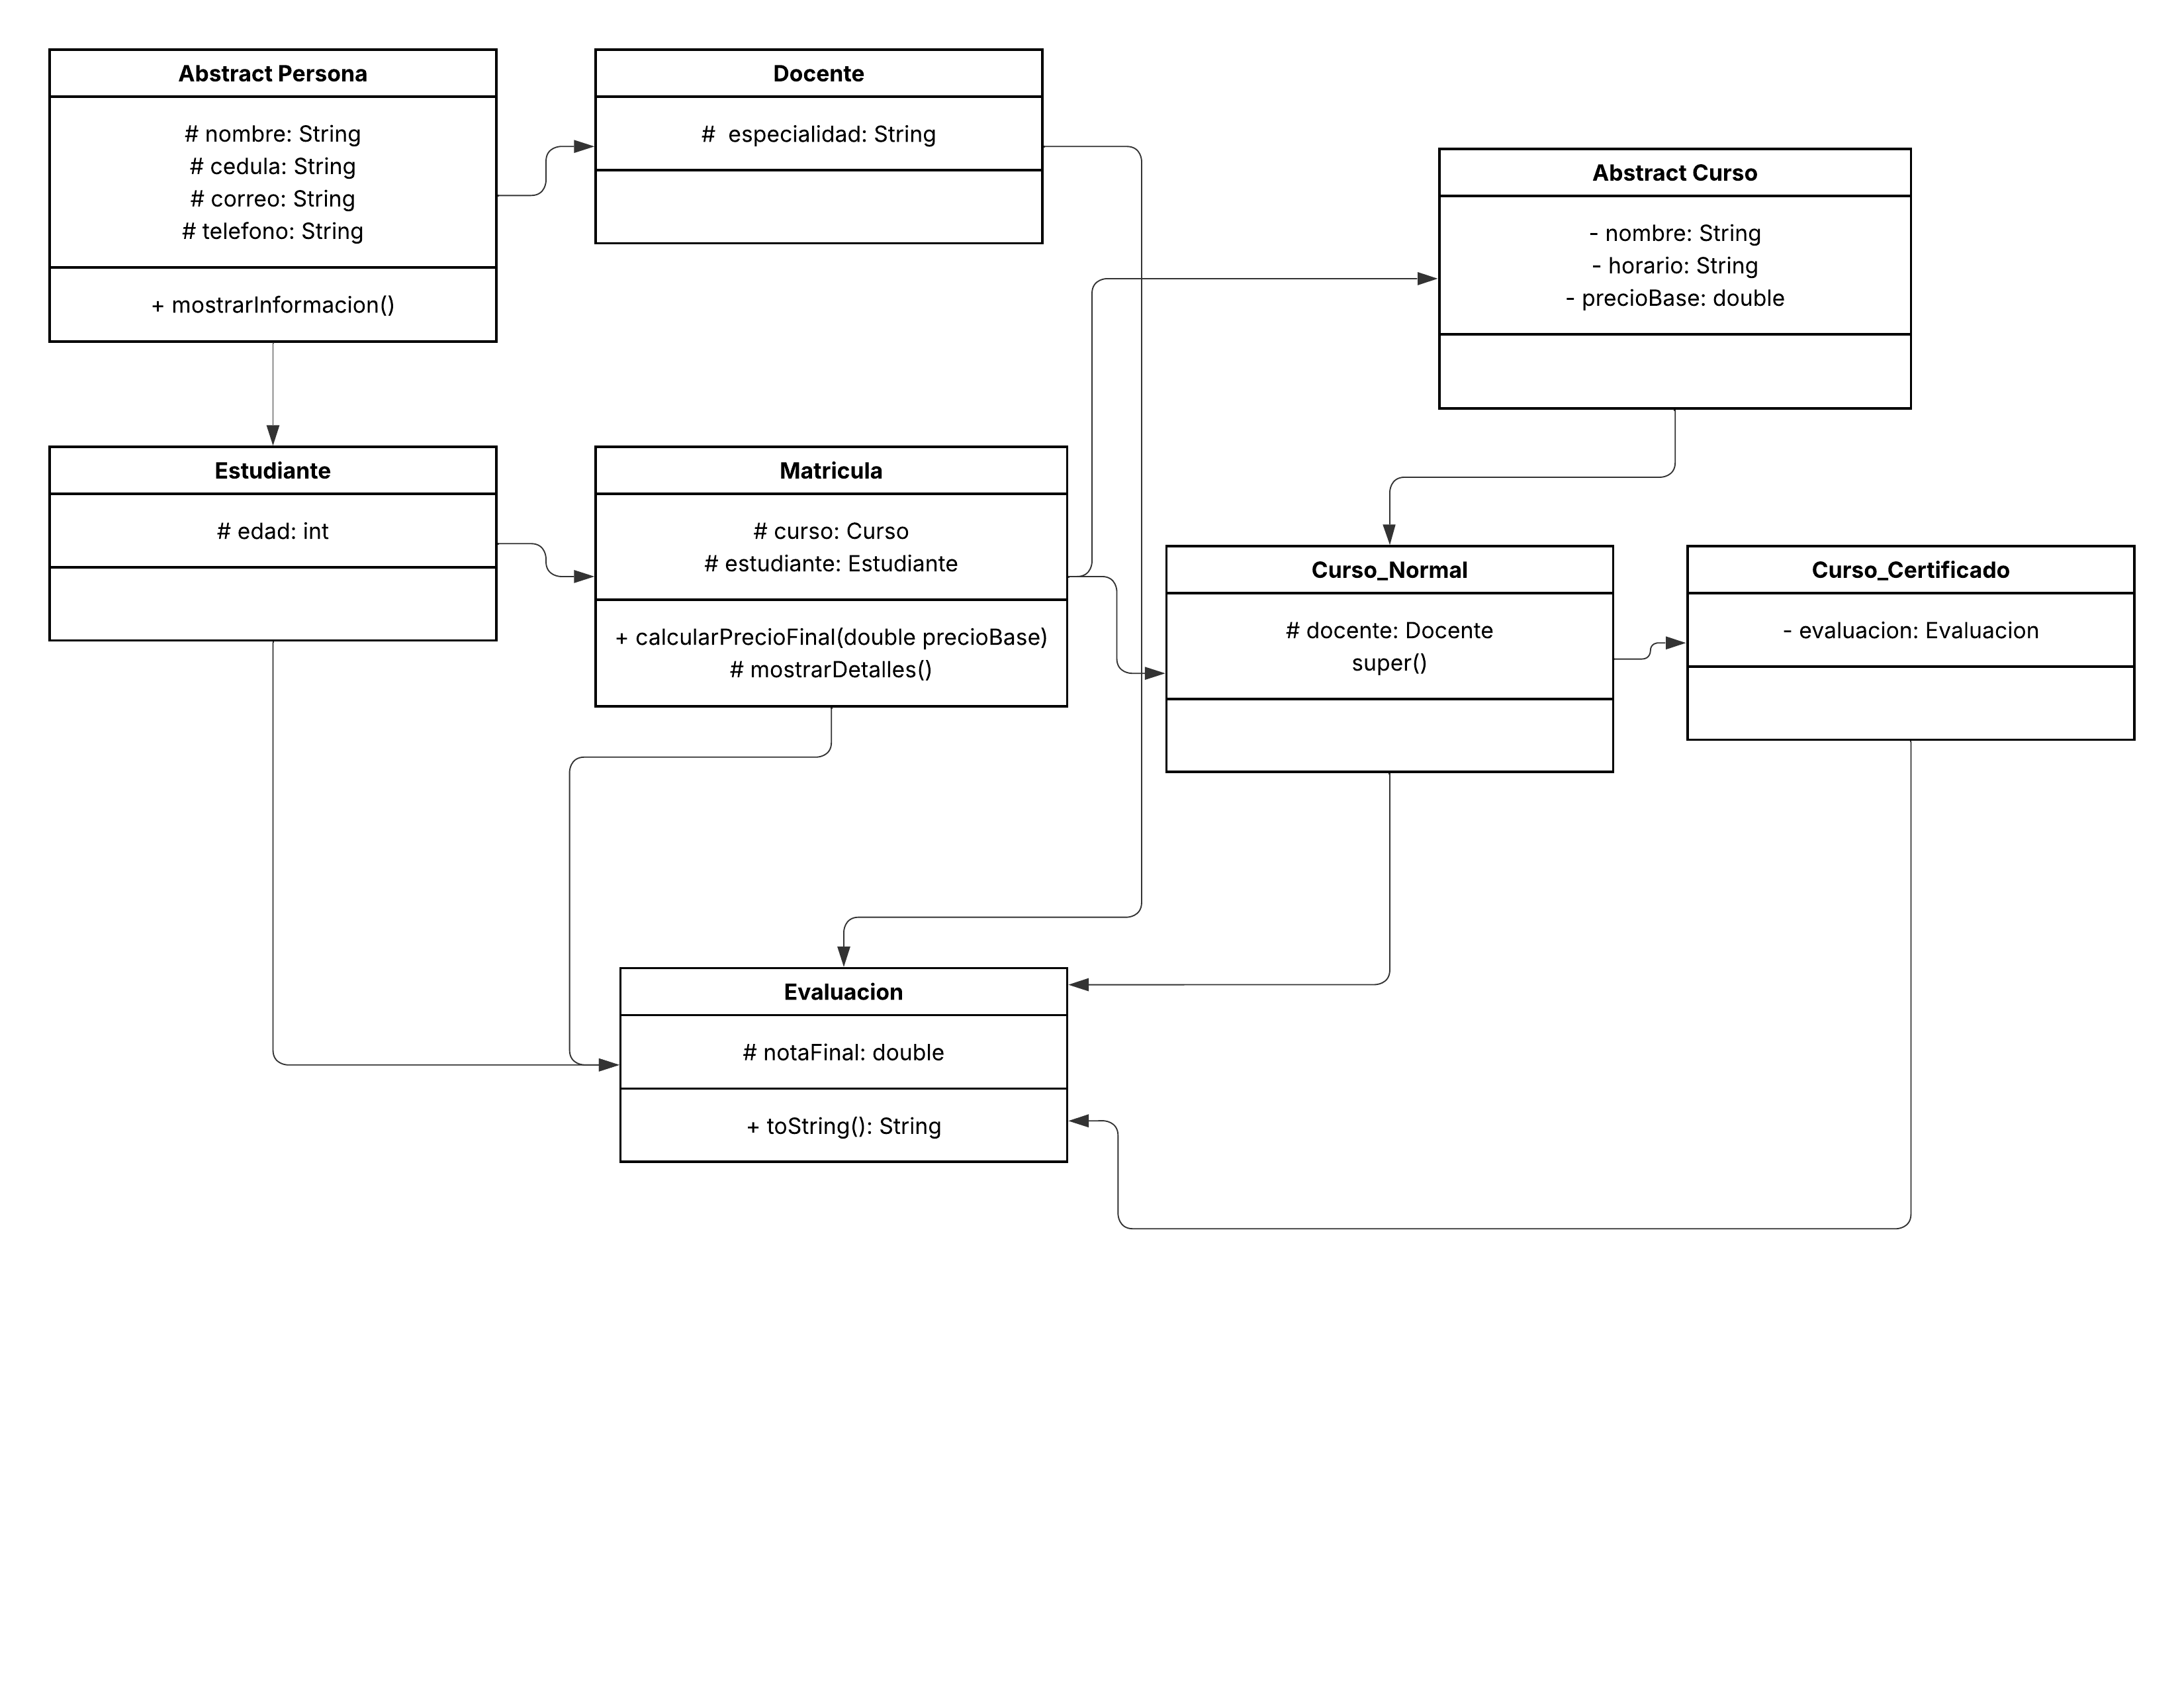 Abstract Persona
# nombre: String
# cedula: String
# correo: String
# telefono: String
+ mostrarInformacion()
Docente
#  especialidad: String
Abstract Curso
- nombre: String
- horario: String
- precioBase: double
Estudiante
# edad: int
Matricula
# curso: Curso
# estudiante: Estudiante
+ calcularPrecioFinal(double precioBase)
# mostrarDetalles()
Curso_Normal
# docente: Docente
super()
Curso_Certificado
- evaluacion: Evaluacion
Evaluacion
# notaFinal: double
+ toString(): String